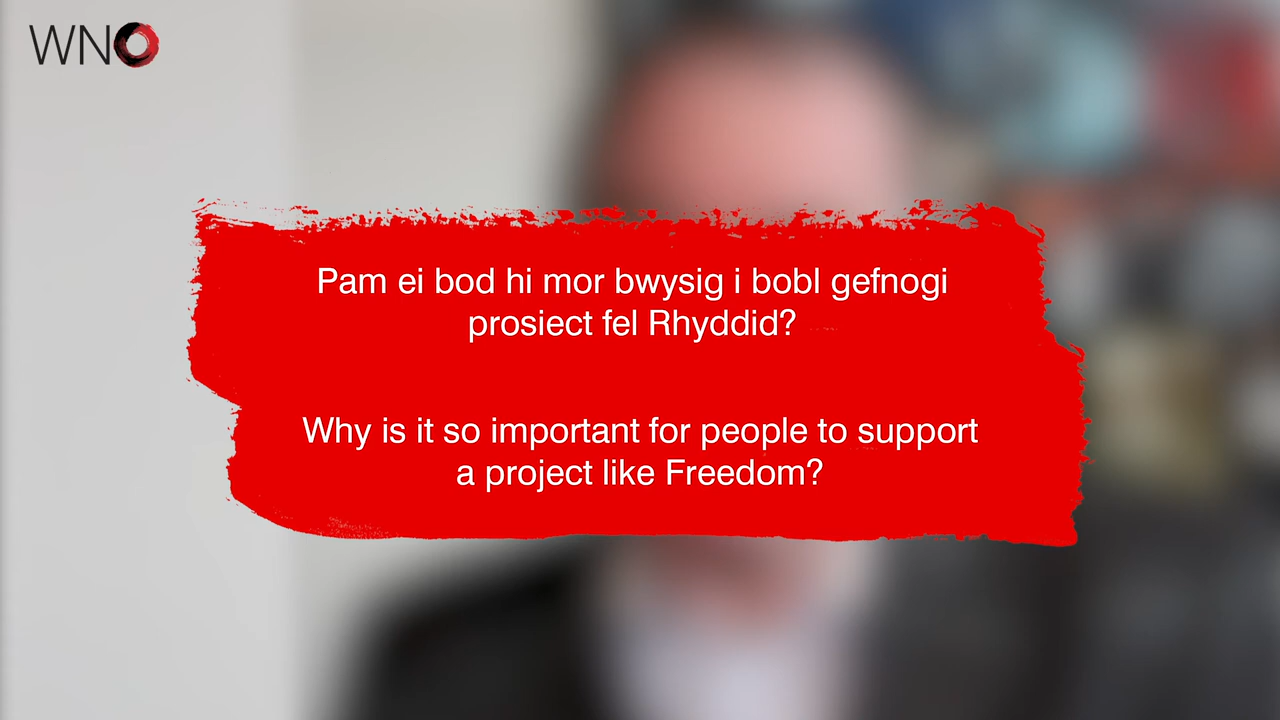 WNO
Pam ei bod hi mor bwysig i bobl gefnogi
prosiect fel Rhyddid?
Why is it so important for people to support
a project like Freedom?